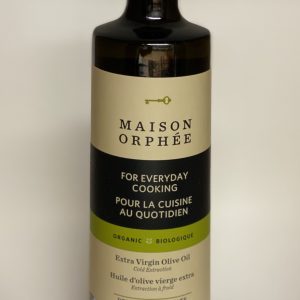 MAISON
ORPHÉE
FOR EVERYDAY
COOKING
POUR LA CUISINE
AU QUOTIDIEN
ORGANIC BIOLOGIQUE
Extra Virgin Olive Oil
Cold Extraction
Huile d'olive vierge extra
Extraction à froid